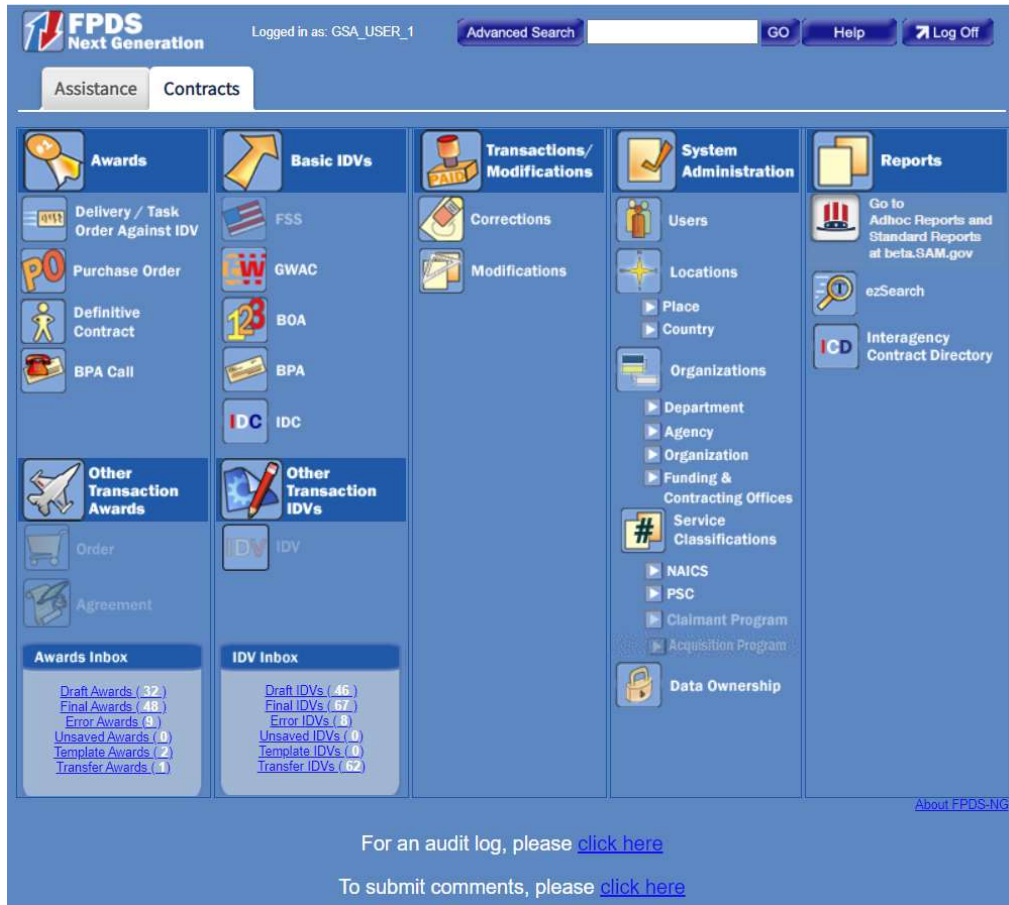 FPDS
Next Generation
Logged in as: GSA_USER_1
Advanced Search
GO
Help
Log Off
Assistance
Contracts
Awards
Delivery / Task
Order Against IDV
PO
Purchase Order
Definitive
Contract
BPA Call
Other
Transaction
Awards
Order
Agreement
Awards Inbox
Draft Awards ( 32 )
Final Awards ( 48 )
Error Awards (9 )
Unsaved Awards ( 0 )
Template Awards ( 2 )
Transfer Awards ( 1 )
Basic IDVs
FSS
W
GWAC
123
BOA
BPA
IDC
IDC
Other
Transaction
IDVs
IDV
IDV
IDV Inbox
Draft IDVs ( 46 )
Final IDVs ( 67 )
Error IDVs ( 8 )
Unsaved IDVs ( 0 )
Template IDVs ( 0 )
Transfer IDVs ( 62 )
PAID
Transactions/
Modifications
Corrections
Modifications
System
Administration
Users
Locations
Place
Country
Organizations
Department
Agency
Organization
Funding &
Contracting Offices
#
Service
Classifications
NAICS
PSC
Claimant Program
Acquisition Program
Data Ownership
Reports
Go to
Adhoc Reports and
Standard Reports
at beta.SAM.gov
ezSearch
ICD
Interagency
Contract Directory
About FPDS-NG
For an audit log, please click here
To submit comments, please click here